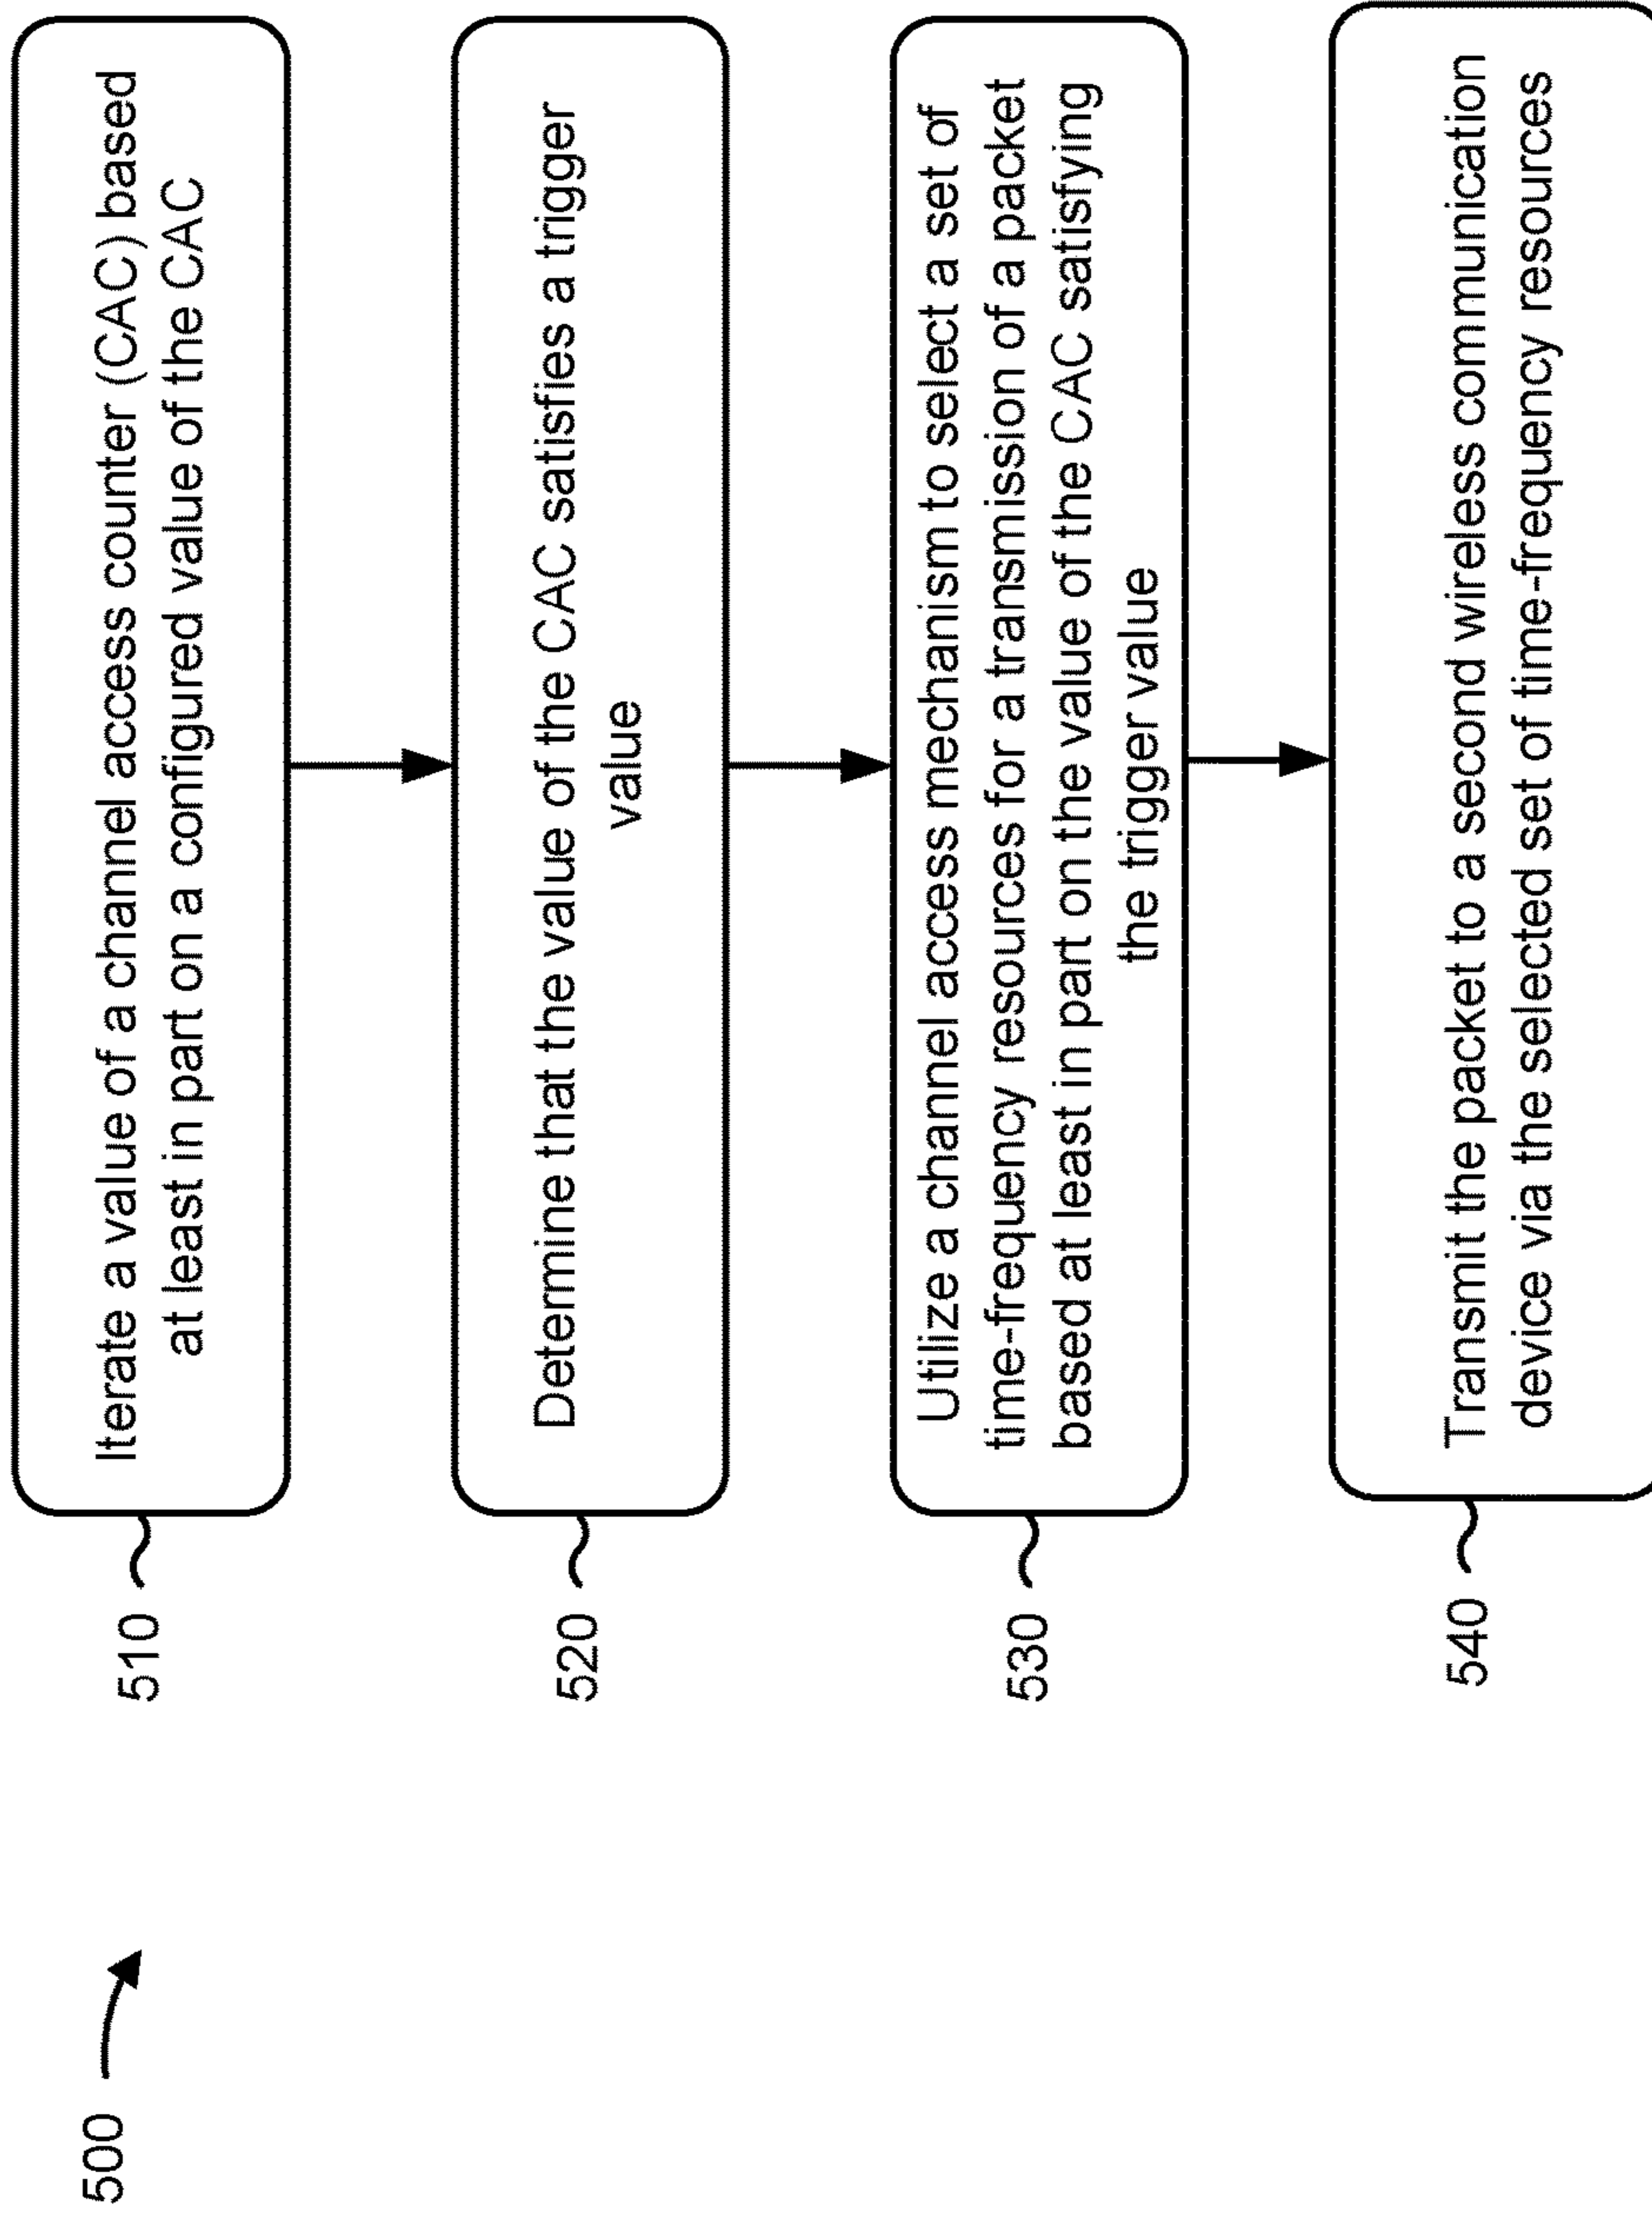 500
510
Iterate a value of a channel access counter (CAC) based
at least in part on a configured value of the CAC
520
Determine that the value of the CAC satisfies a trigger
value
530
Utilize a channel access mechanism to select a set of
time-frequency resources for a transmission of a packet
based at least in part on the value of the CAC satisfying
the trigger value
540
Transmit the packet to a second wireless communication
device via the selected set of time-frequency resources